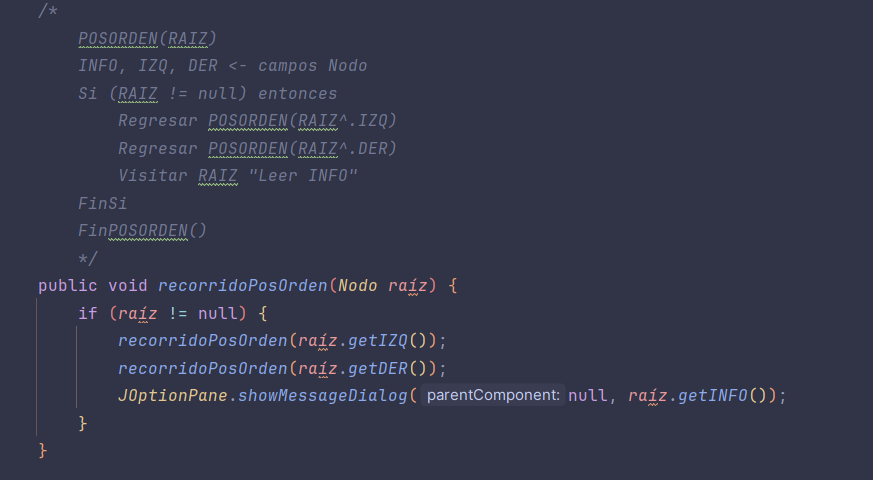 /*
POSORDEN(RAIZ)
INFO, IZQ, DER <- campos Nodo
Si (RAIZ != null) entonces
Regresar POSORDEN(RAIZ^.IZQ)
Regresar POSORDEN(RAIZ^.DER)
Visitar RAIZ "Leer INFO"
FinSi
FinPOSORDEN()
*/
public void recorridoPosOrden(Nodo raíz) {
if (raíz != null) {
recorridoPosOrden(raíz.getIZQ());
recorridoPosOrden(raíz.getDER());
JOptionPane.showMessageDialog( parentComponent: null, raíz.getINFO());
}
}